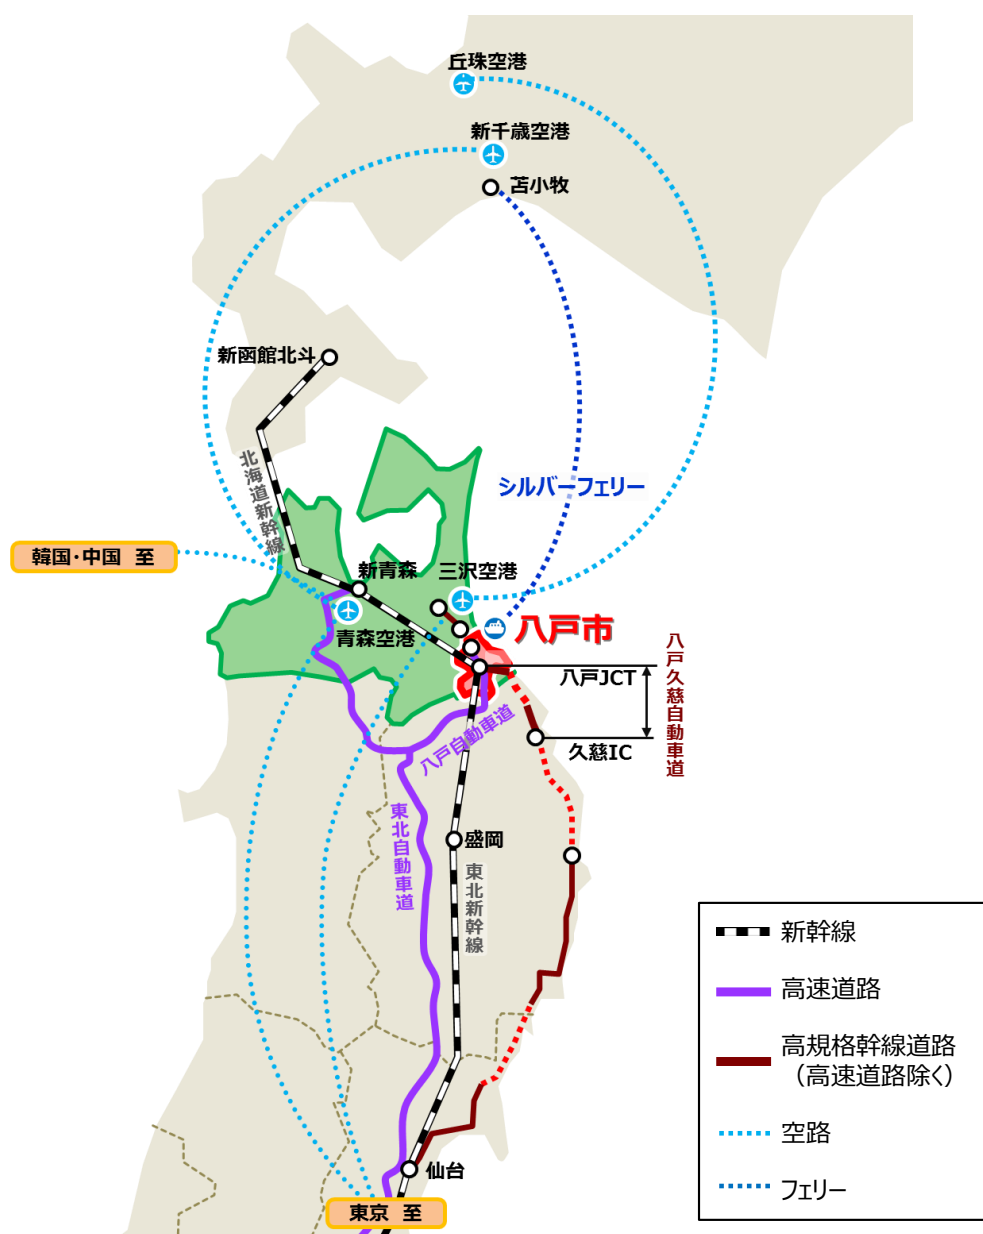 丘珠空港
新千歳空港
苫小牧
新函館北斗
北海道新幹線
シルバーフェリー
韓国・中国 至
新青森
三沢空港
青森空港
八戸市
八戸JCT
八戸久慈自動車道
久慈IC
八戸自動車道
東北自動車道
盛岡
東北新幹線
仙台
東京 至
新幹線
高速道路
高規格幹線道路
(高速道路除く)
空路
フェリー